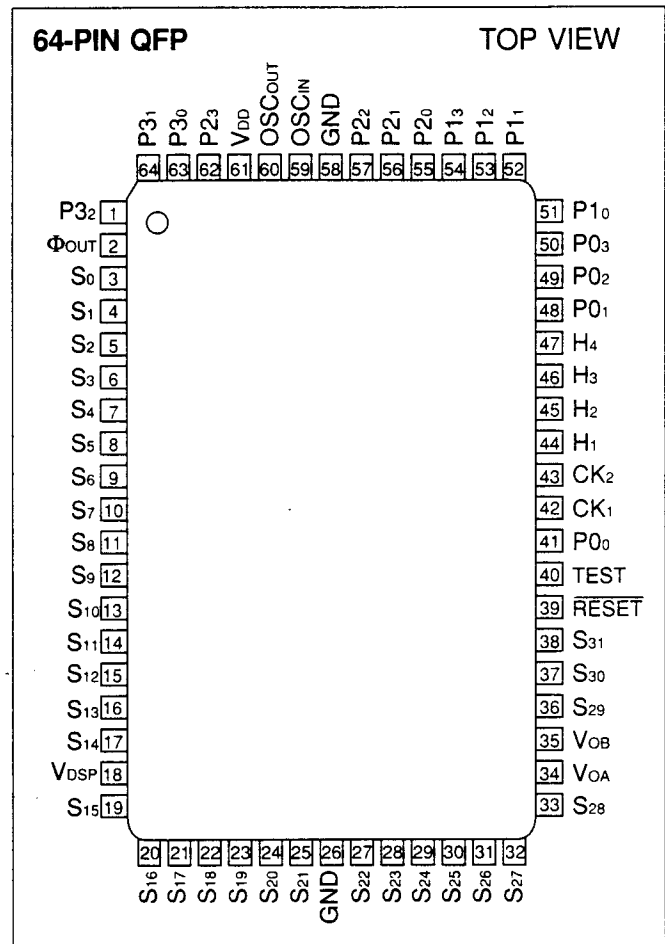 64-PIN QFP TOP VIEW
P3₁ P3₀ P2₃ VDD OSCOUT OSCIN GND P2₂ P2₁ P2₀ P1₃ P1₂ P1₁
64 63 62 61 60 59 58 57 56 55 54 53 52
P3₂ 1 51 P1₀
ΦOUT 2 50 P0₃
S₀ 3 49 P0₂
S₁ 4 48 P0₁
S₂ 5 47 H₄
S₃ 6 46 H₃
S₄ 7 45 H₂
S₅ 8 44 H₁
S₆ 9 43 CK₂
S₇ 10 42 CK₁
S₈ 11 41 P0₀
S₉ 12 40 TEST
S₁₀ 13 39 RESET
S₁₁ 14 38 S₃₁
S₁₂ 15 37 S₃₀
S₁₃ 16 36 S₂₉
S₁₄ 17 35 VOB
VDSP 18 34 VOA
S₁₅ 19 33 S₂₈
20 21 22 23 24 25 26 27 28 29 30 31 32
S₁₆ S₁₇ S₁₈ S₁₉ S₂₀ S₂₁ GND S₂₂ S₂₃ S₂₄ S₂₅ S₂₆ S₂₇